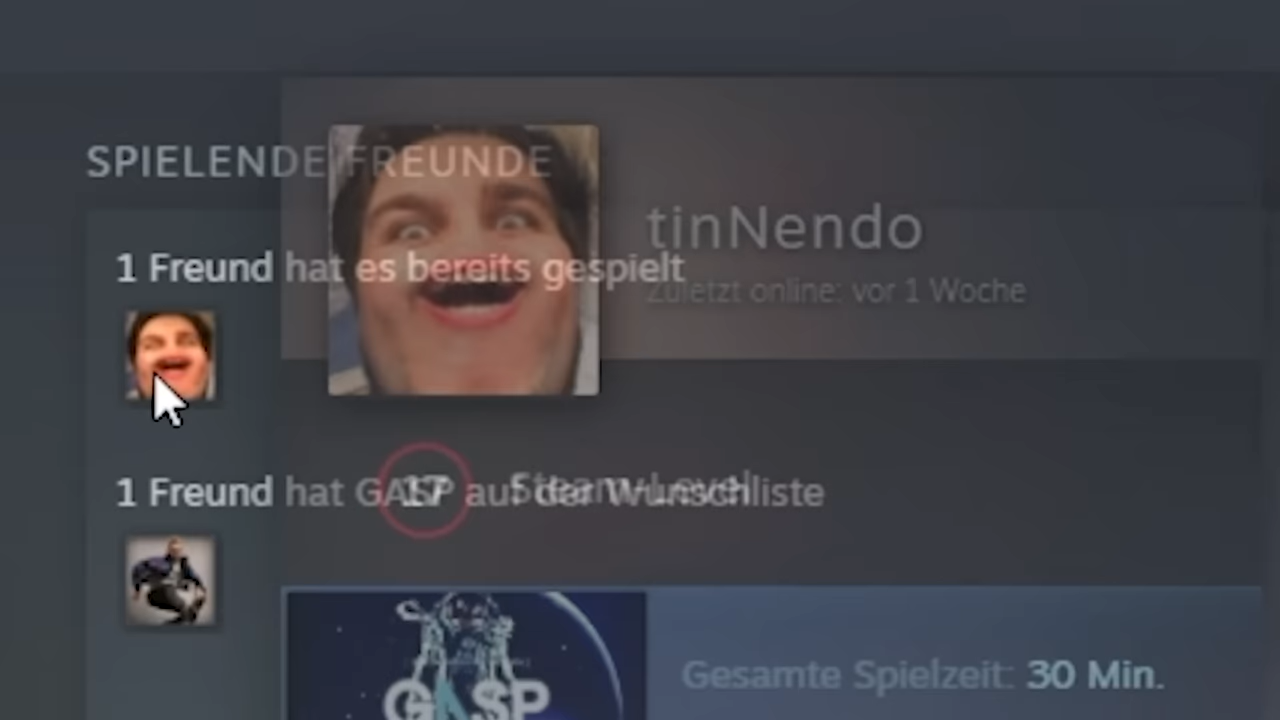 SPIELENDE FREUNDE
tinNendo
1 Freund hat es bereits gespielt
Zuletzt online: vor 1 Woche
17 Steam-Level
1 Freund hat GASP auf der Wunschliste
Gesamte Spielzeit: 30 Min.
GASP